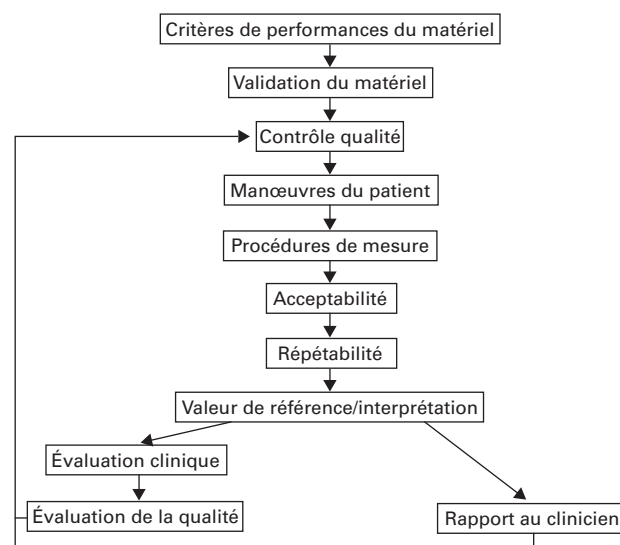 Critères de performances du matériel
Validation du matériel
Contrôle qualité
Manœuvres du patient
Procédures de mesure
Acceptabilité
Répétabilité
Valeur de référence/interprétation
Évaluation clinique
Évaluation de la qualité
Rapport au clinicien